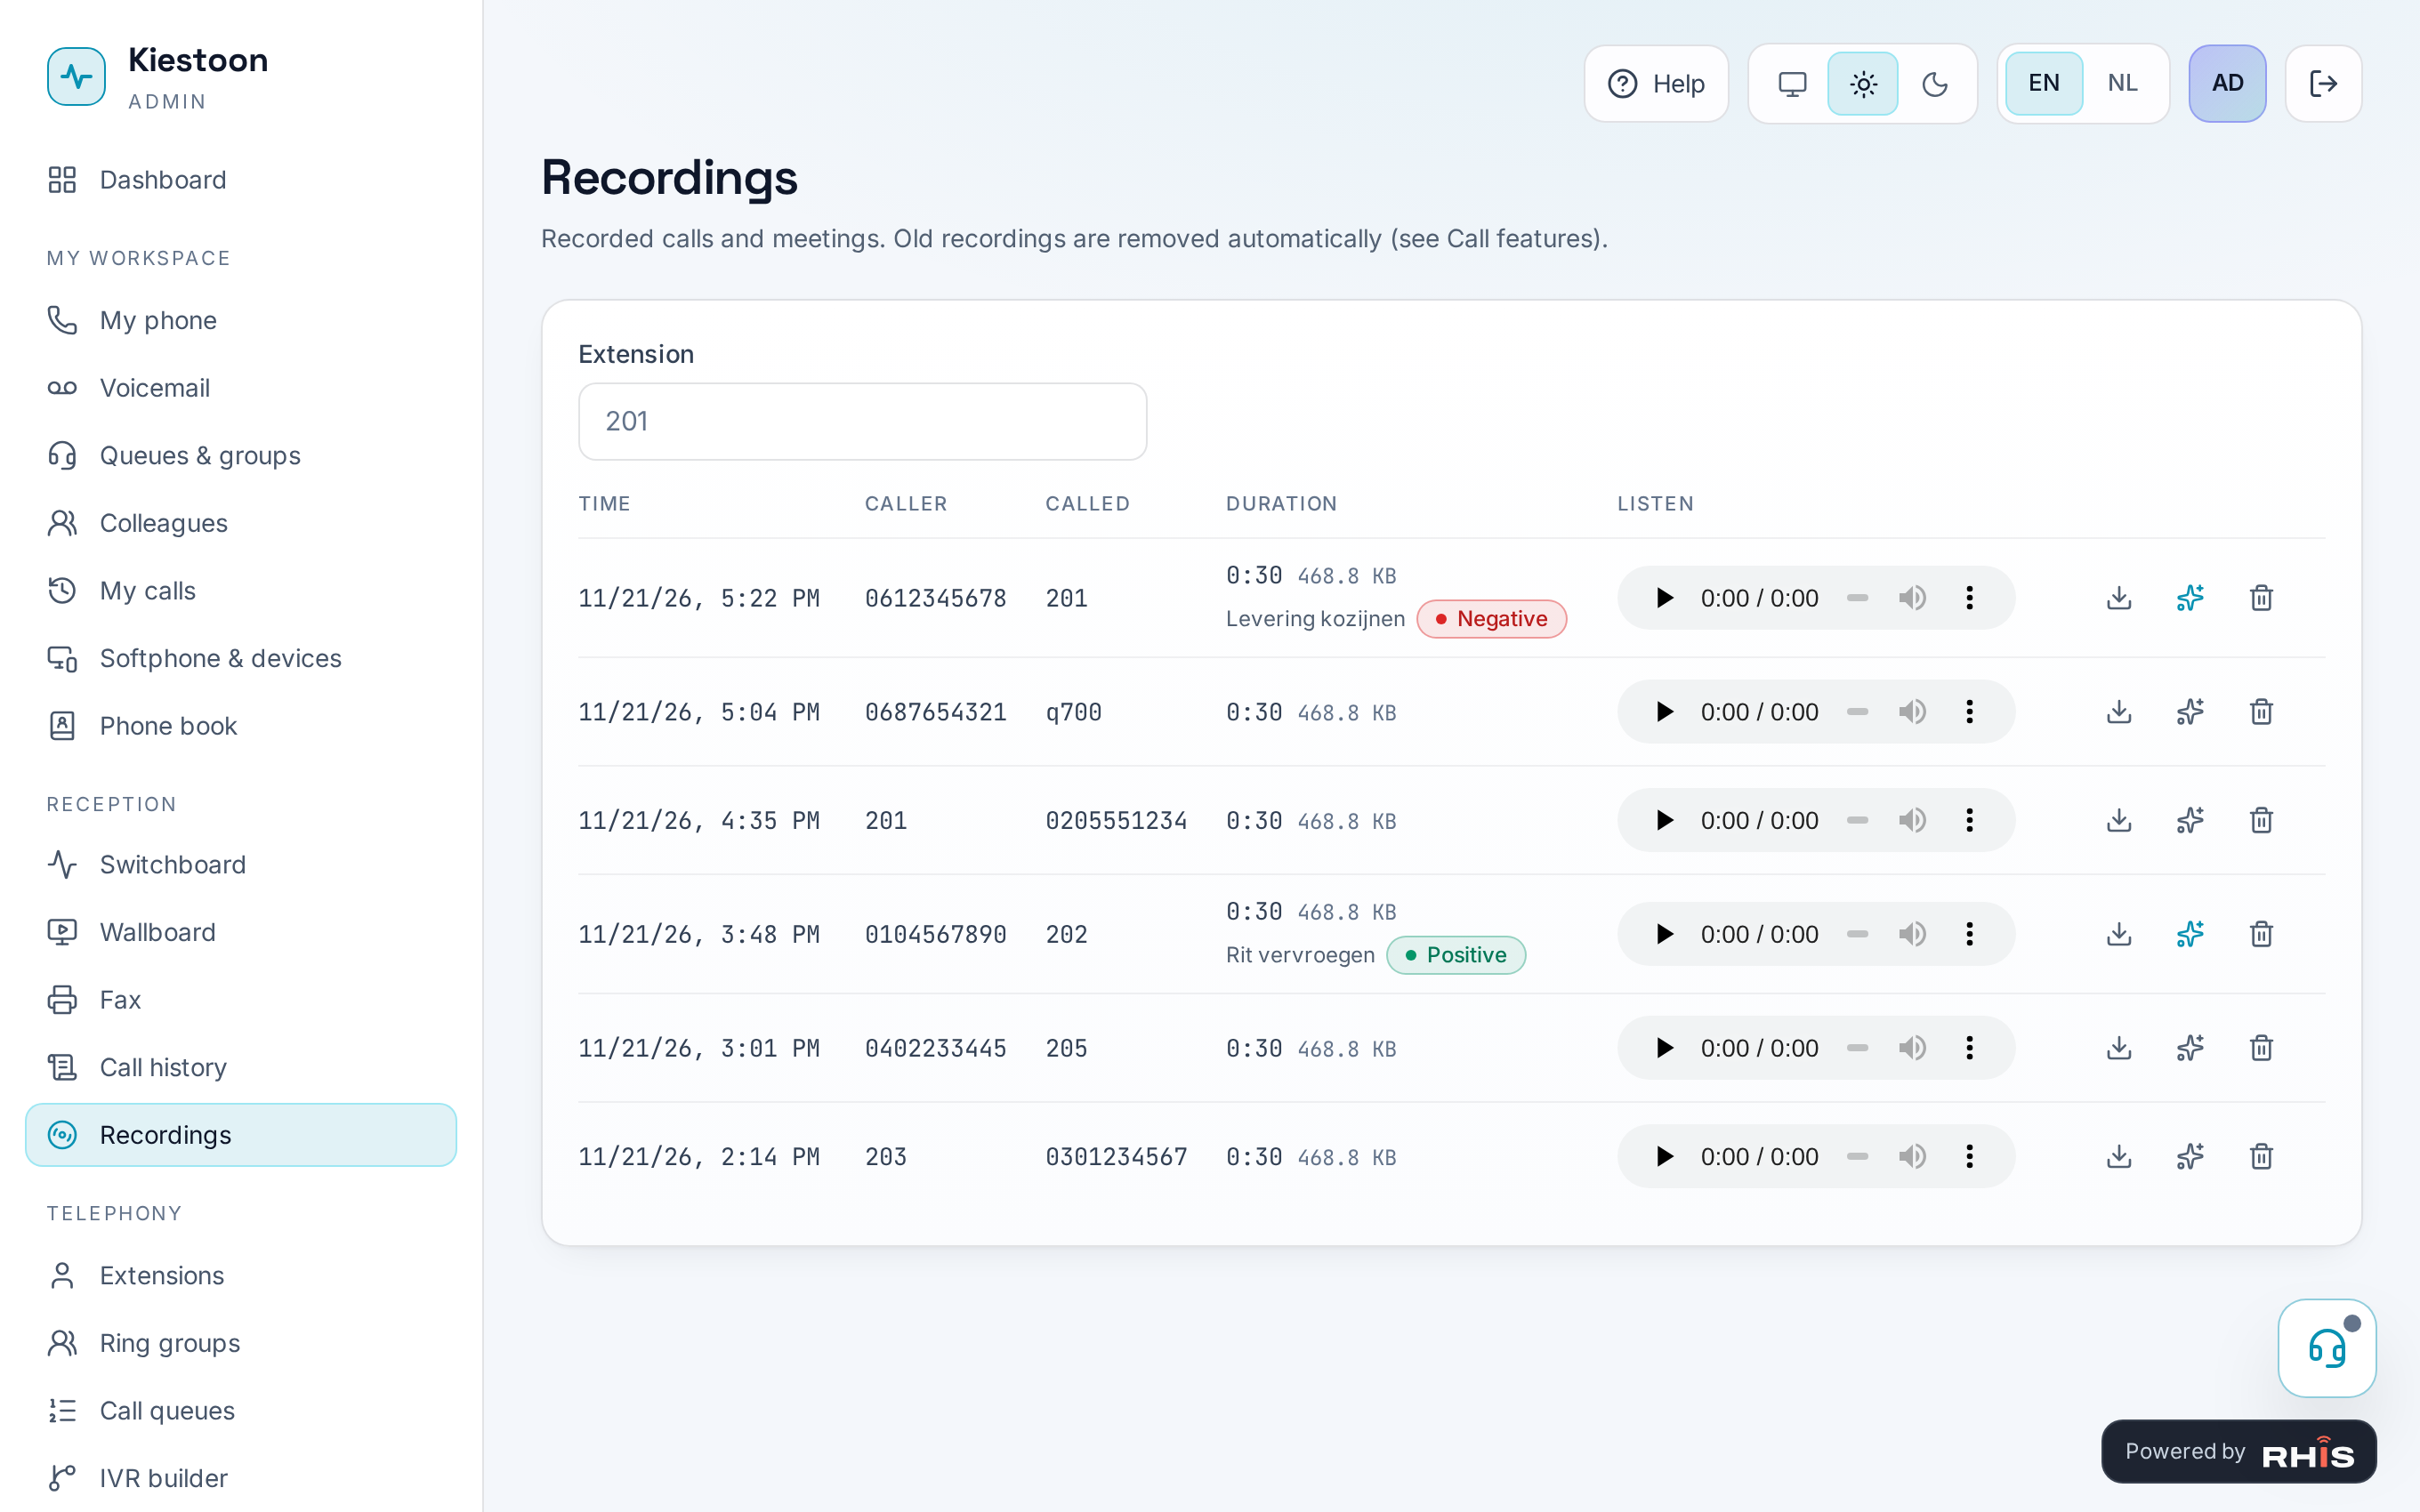 Kiestoon
ADMIN
Dashboard
MY WORKSPACE
My phone
Voicemail
Queues & groups
Colleagues
My calls
Softphone & devices
Phone book
RECEPTION
Switchboard
Wallboard
Fax
Call history
Recordings
TELEPHONY
Extensions
Ring groups
Call queues
IVR builder
Help
EN NL
AD
Recordings
Recorded calls and meetings. Old recordings are removed automatically (see Call features).
Extension
201
TIME CALLER CALLED DURATION LISTEN
11/21/26, 5:22 PM 0612345678 201 0:30 468.8 KB 0:00 / 0:00
Levering kozijnen Negative
11/21/26, 5:04 PM 0687654321 q700 0:30 468.8 KB 0:00 / 0:00
11/21/26, 4:35 PM 201 0205551234 0:30 468.8 KB 0:00 / 0:00
11/21/26, 3:48 PM 0104567890 202 0:30 468.8 KB 0:00 / 0:00
Rit vervroegen Positive
11/21/26, 3:01 PM 0402233445 205 0:30 468.8 KB 0:00 / 0:00
11/21/26, 2:14 PM 203 0301234567 0:30 468.8 KB 0:00 / 0:00
Powered by RHIS